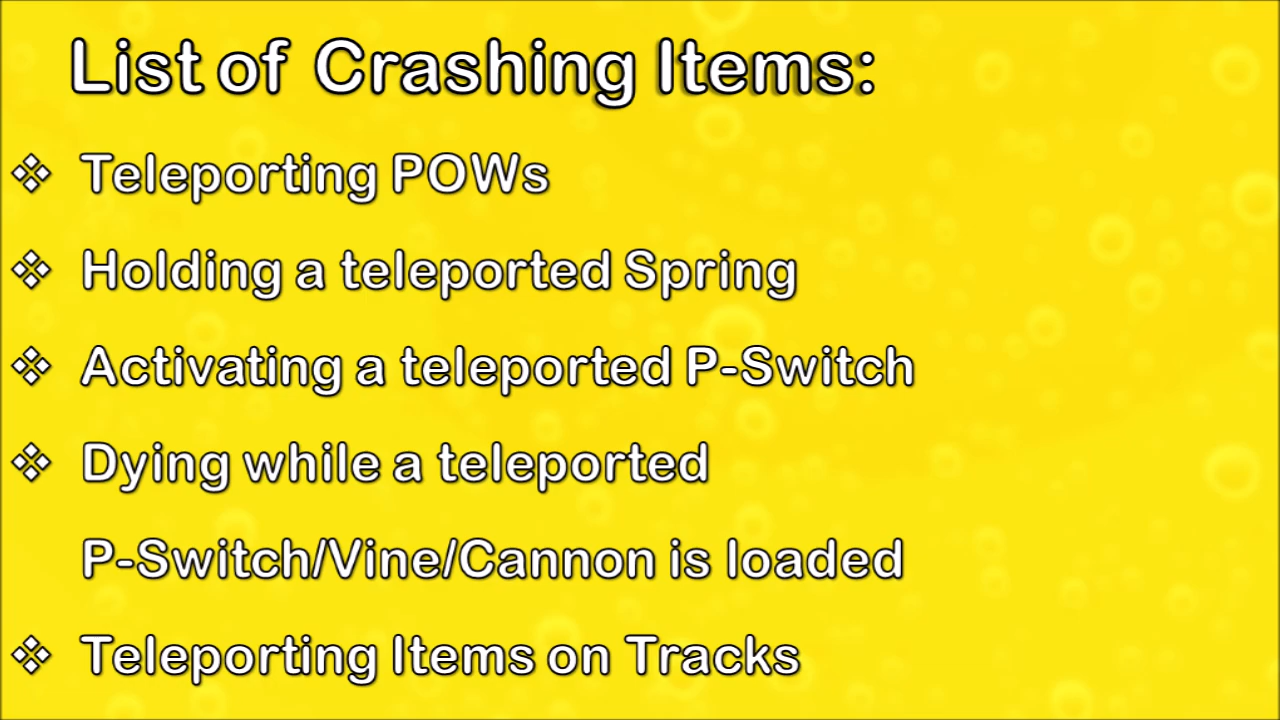 List of Crashing Items:
❖ Teleporting POWs
❖ Holding a teleported Spring
❖ Activating a teleported P-Switch
❖ Dying while a teleported
P-Switch/Vine/Cannon is loaded
❖ Teleporting Items on Tracks